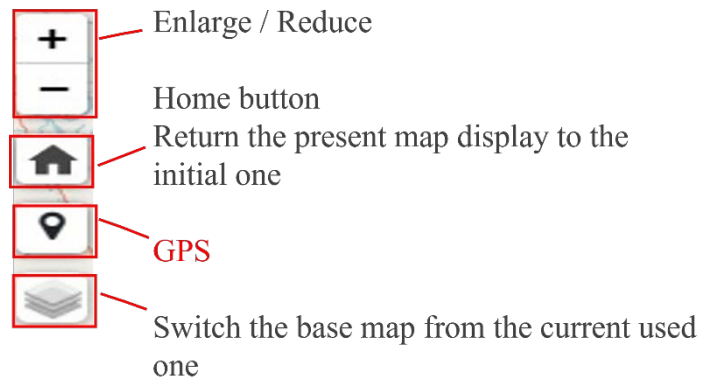 Enlarge / Reduce
Home button
Return the present map display to the
initial one
GPS
Switch the base map from the current used
one